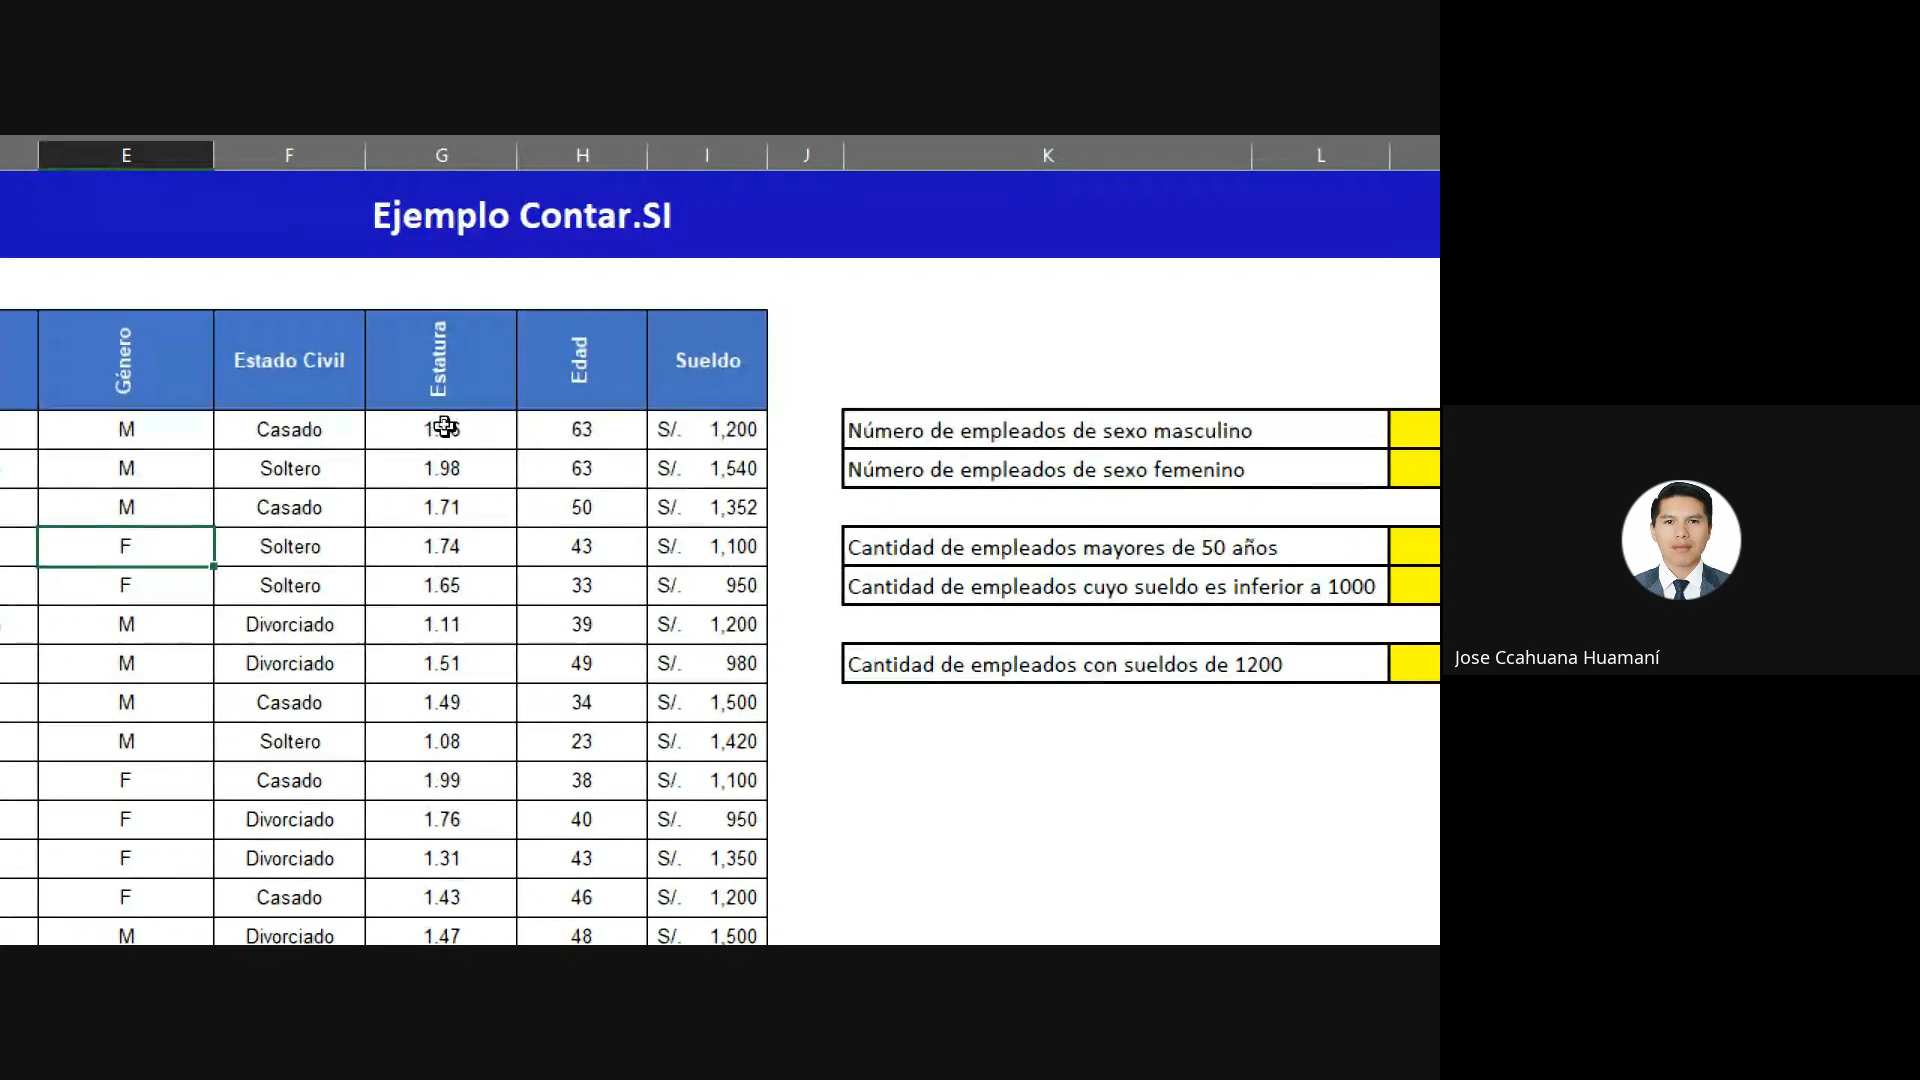 E F G H I J K L
Ejemplo Contar.SI
Género Estado Civil Estatura Edad Sueldo
M Casado 63 S/. 1,200
M Soltero 1.98 63 S/. 1,540
M Casado 1.71 50 S/. 1,352
F Soltero 1.74 43 S/. 1,100
F Soltero 1.65 33 S/. 950
M Divorciado 1.11 39 S/. 1,200
M Divorciado 1.51 49 S/. 980
M Casado 1.49 34 S/. 1,500
M Soltero 1.08 23 S/. 1,420
F Casado 1.99 38 S/. 1,100
F Divorciado 1.76 40 S/. 950
F Divorciado 1.31 43 S/. 1,350
F Casado 1.43 46 S/. 1,200
M Divorciado 1.47 48 S/. 1,500
Número de empleados de sexo masculino
Número de empleados de sexo femenino
Cantidad de empleados mayores de 50 años
Cantidad de empleados cuyo sueldo es inferior a 1000
Cantidad de empleados con sueldos de 1200
Jose Ccahuana Huamaní